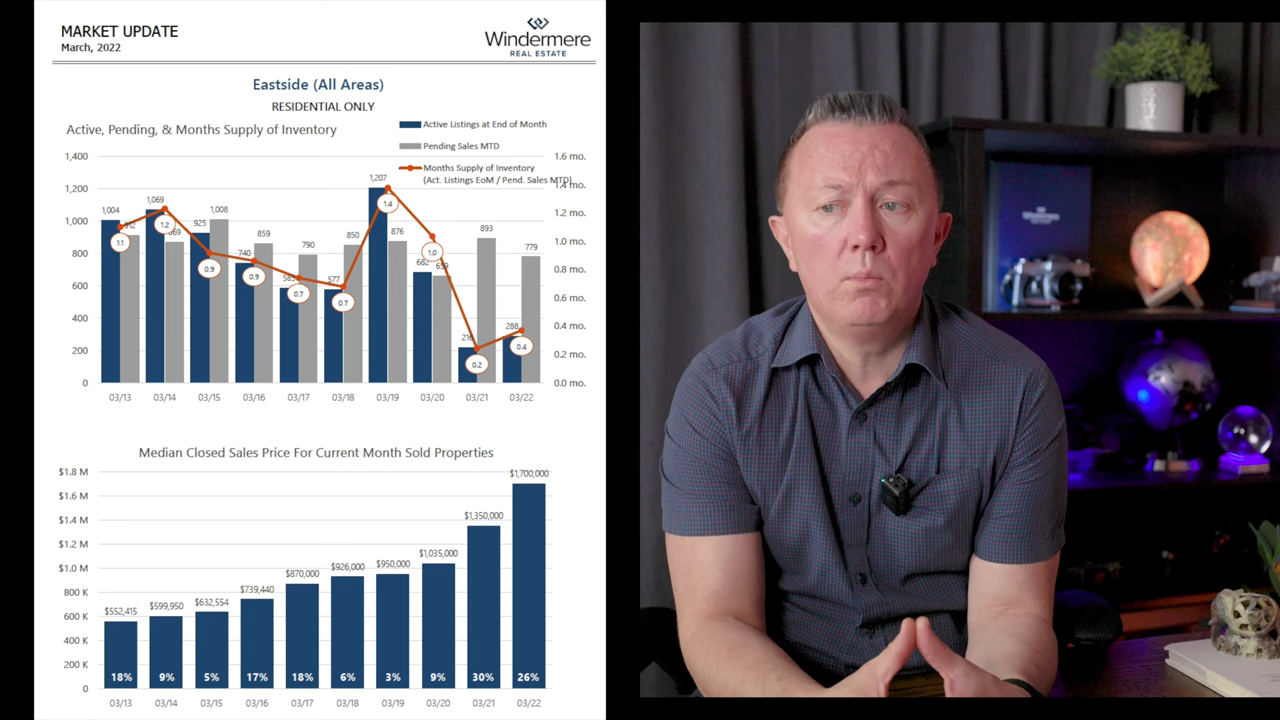 MARKET UPDATE
March, 2022
Windermere
REAL ESTATE
Eastside (All Areas)
RESIDENTIAL ONLY
Active, Pending, & Months Supply of Inventory
Active Listings at End of Month
Pending Sales MTD
Months Supply of Inventory
(Act. Listings EoM / Pend. Sales MTD)
1,400
1,200
1,000
800
600
400
200
0
1.6 mo.
1.4 mo.
1.2 mo.
1.0 mo.
0.8 mo.
0.6 mo.
0.4 mo.
0.2 mo.
0.0 mo.
1,004 1,069 925 1,008 740 859 585 790 577 850 1,207 876 682 659 216 893 288 779
1.1 1.2 0.9 0.9 0.7 0.7 1.4 1.0 0.2 0.4
03/13 03/14 03/15 03/16 03/17 03/18 03/19 03/20 03/21 03/22
Median Closed Sales Price For Current Month Sold Properties
$1.8 M
$1.6 M
$1.4 M
$1.2 M
$1.0 M
800 K
600 K
400 K
200 K
0
$552,415 $599,950 $632,554 $739,440 $870,000 $926,000 $950,000 $1,035,000 $1,350,000 $1,700,000
18% 9% 5% 17% 18% 6% 3% 9% 30% 26%
03/13 03/14 03/15 03/16 03/17 03/18 03/19 03/20 03/21 03/22
WINDERMERE